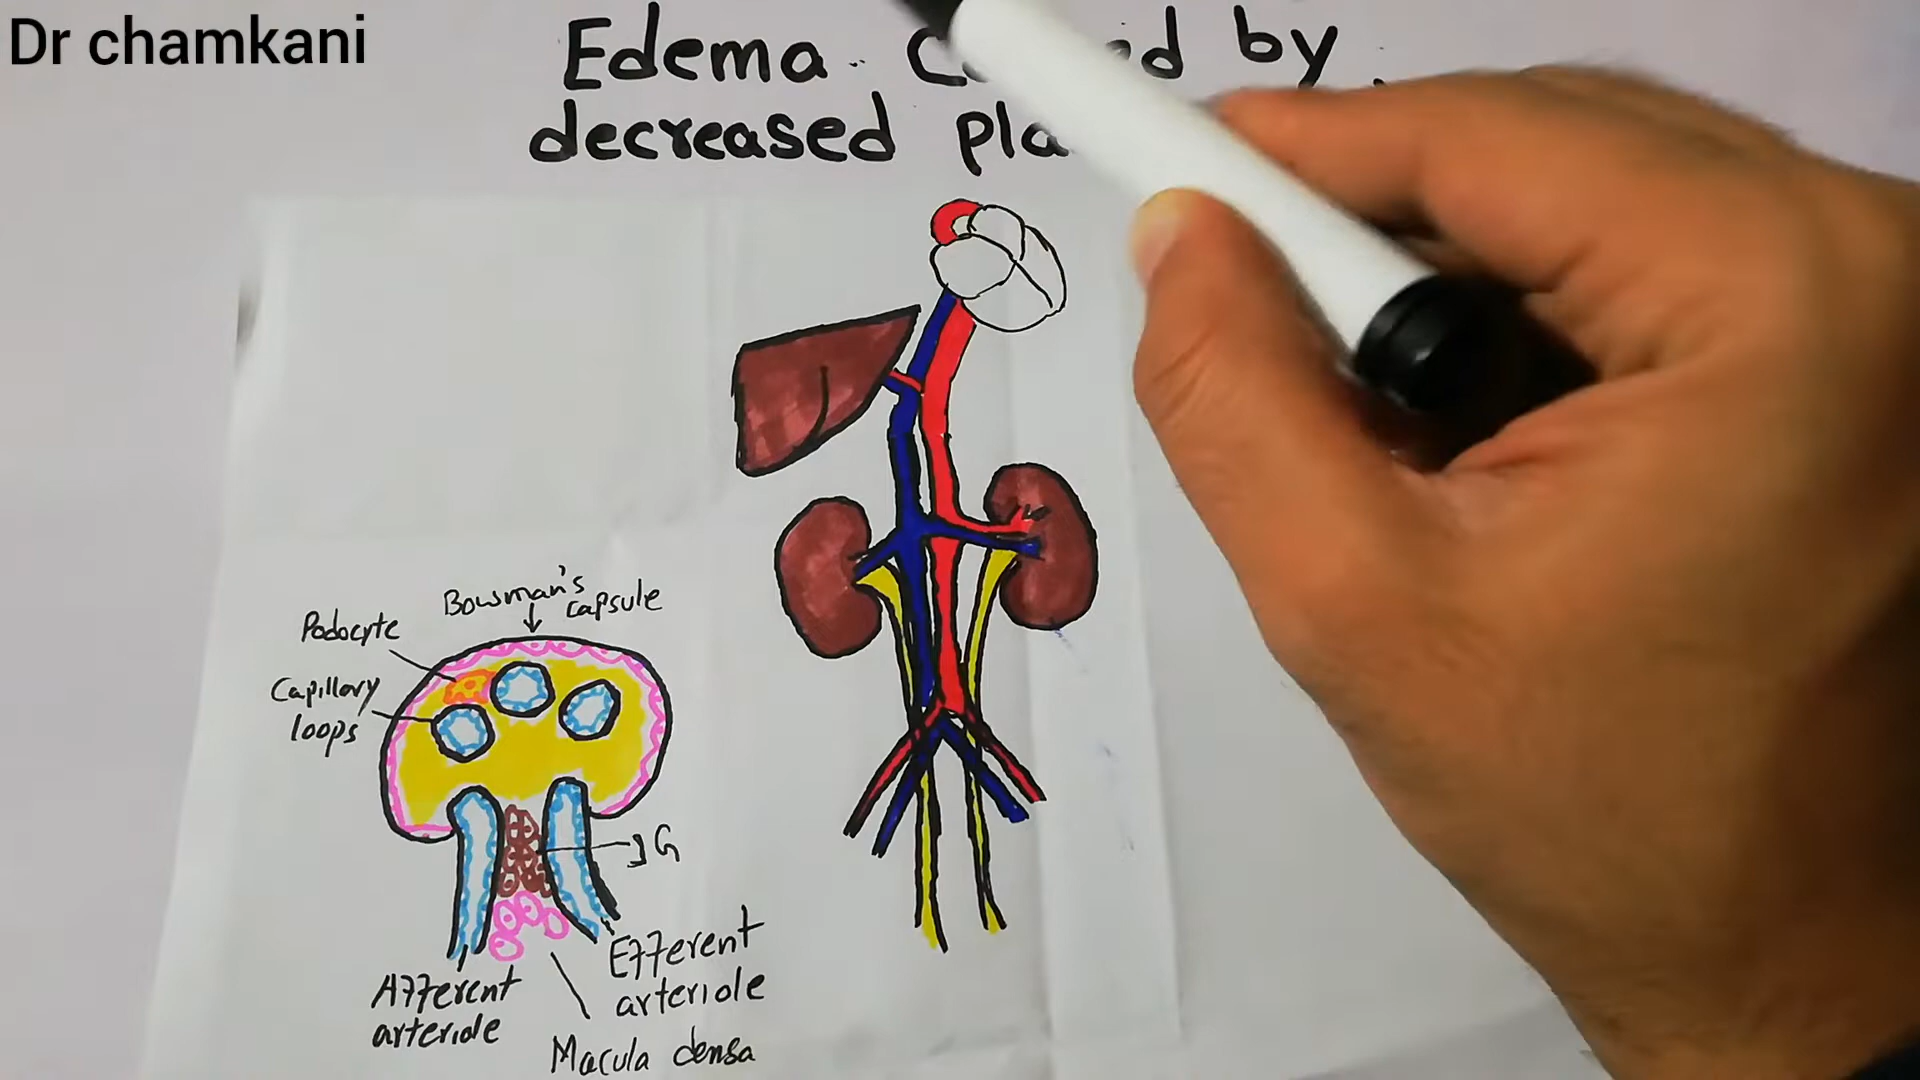 Dr chamkani
Edema by
decreased
Bowman's
capsule
Podocyte
Capillary
loops
JG
Efferent
arteriole
Afferent
arteriole
Macula densa